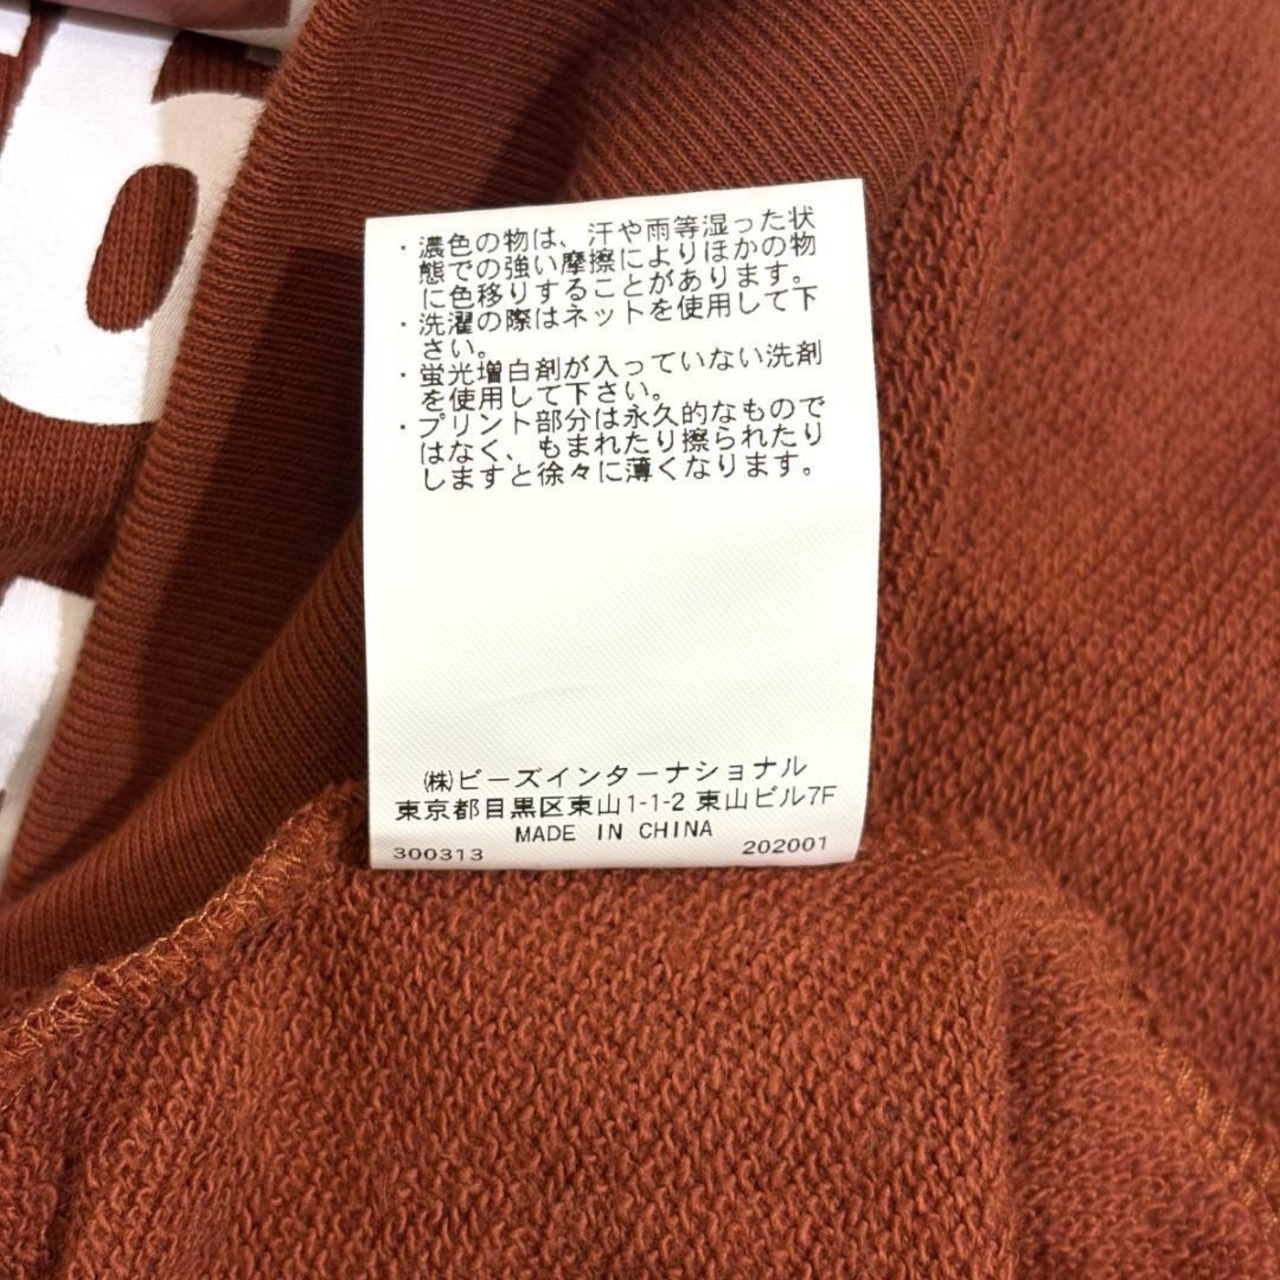 ・濃色の物は、汗や雨等湿った状
態での強い摩擦によりほかの物
に色移りすることがあります。
・洗濯の際はネットを使用して下
さい。
・蛍光増白剤が入っていない洗剤
を使用して下さい。
・プリント部分は永久的なもので
はなく、もまれたり擦られたり
しますと徐々に薄くなります。
㈱ビーズインターナショナル
東京都目黒区東山1-1-2 東山ビル7F
MADE IN CHINA
300313 202001